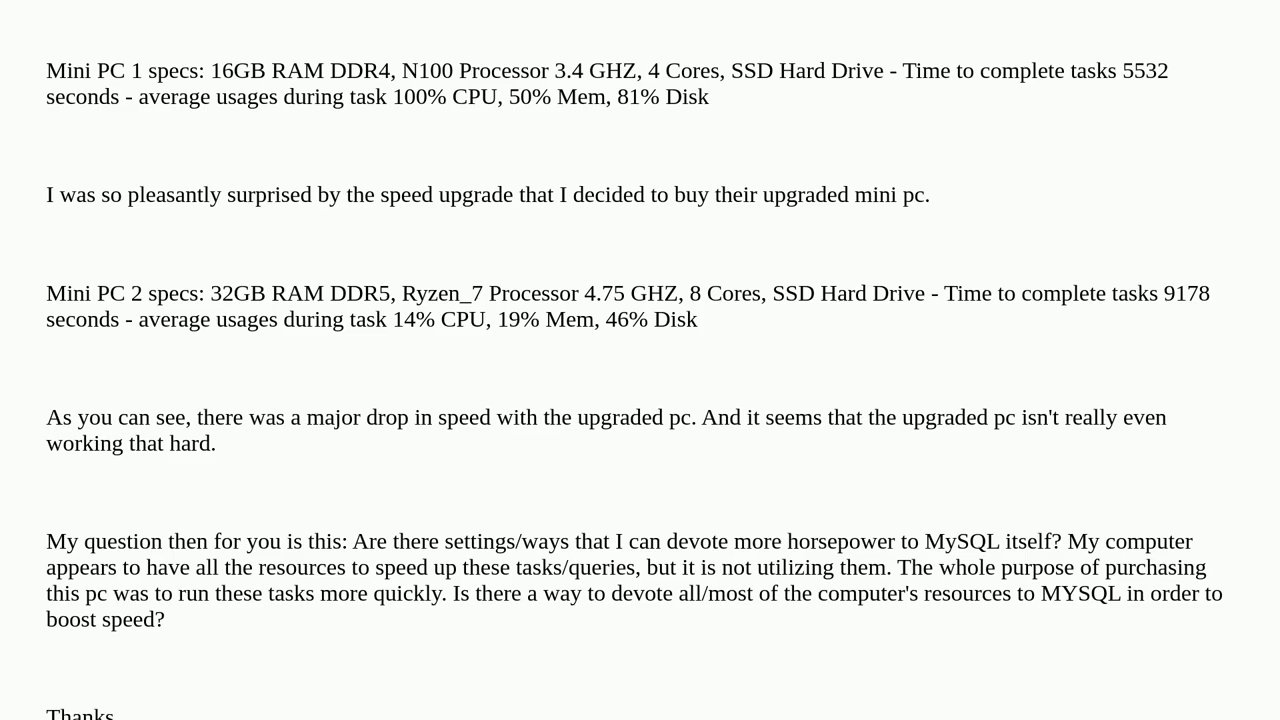 Mini PC 1 specs: 16GB RAM DDR4, N100 Processor 3.4 GHZ, 4 Cores, SSD Hard Drive - Time to complete tasks 5532
seconds - average usages during task 100% CPU, 50% Mem, 81% Disk
I was so pleasantly surprised by the speed upgrade that I decided to buy their upgraded mini pc.
Mini PC 2 specs: 32GB RAM DDR5, Ryzen_7 Processor 4.75 GHZ, 8 Cores, SSD Hard Drive - Time to complete tasks 9178
seconds - average usages during task 14% CPU, 19% Mem, 46% Disk
As you can see, there was a major drop in speed with the upgraded pc. And it seems that the upgraded pc isn't really even
working that hard.
My question then for you is this: Are there settings/ways that I can devote more horsepower to MySQL itself? My computer
appears to have all the resources to speed up these tasks/queries, but it is not utilizing them. The whole purpose of purchasing
this pc was to run these tasks more quickly. Is there a way to devote all/most of the computer's resources to MYSQL in order to
boost speed?
Thanks